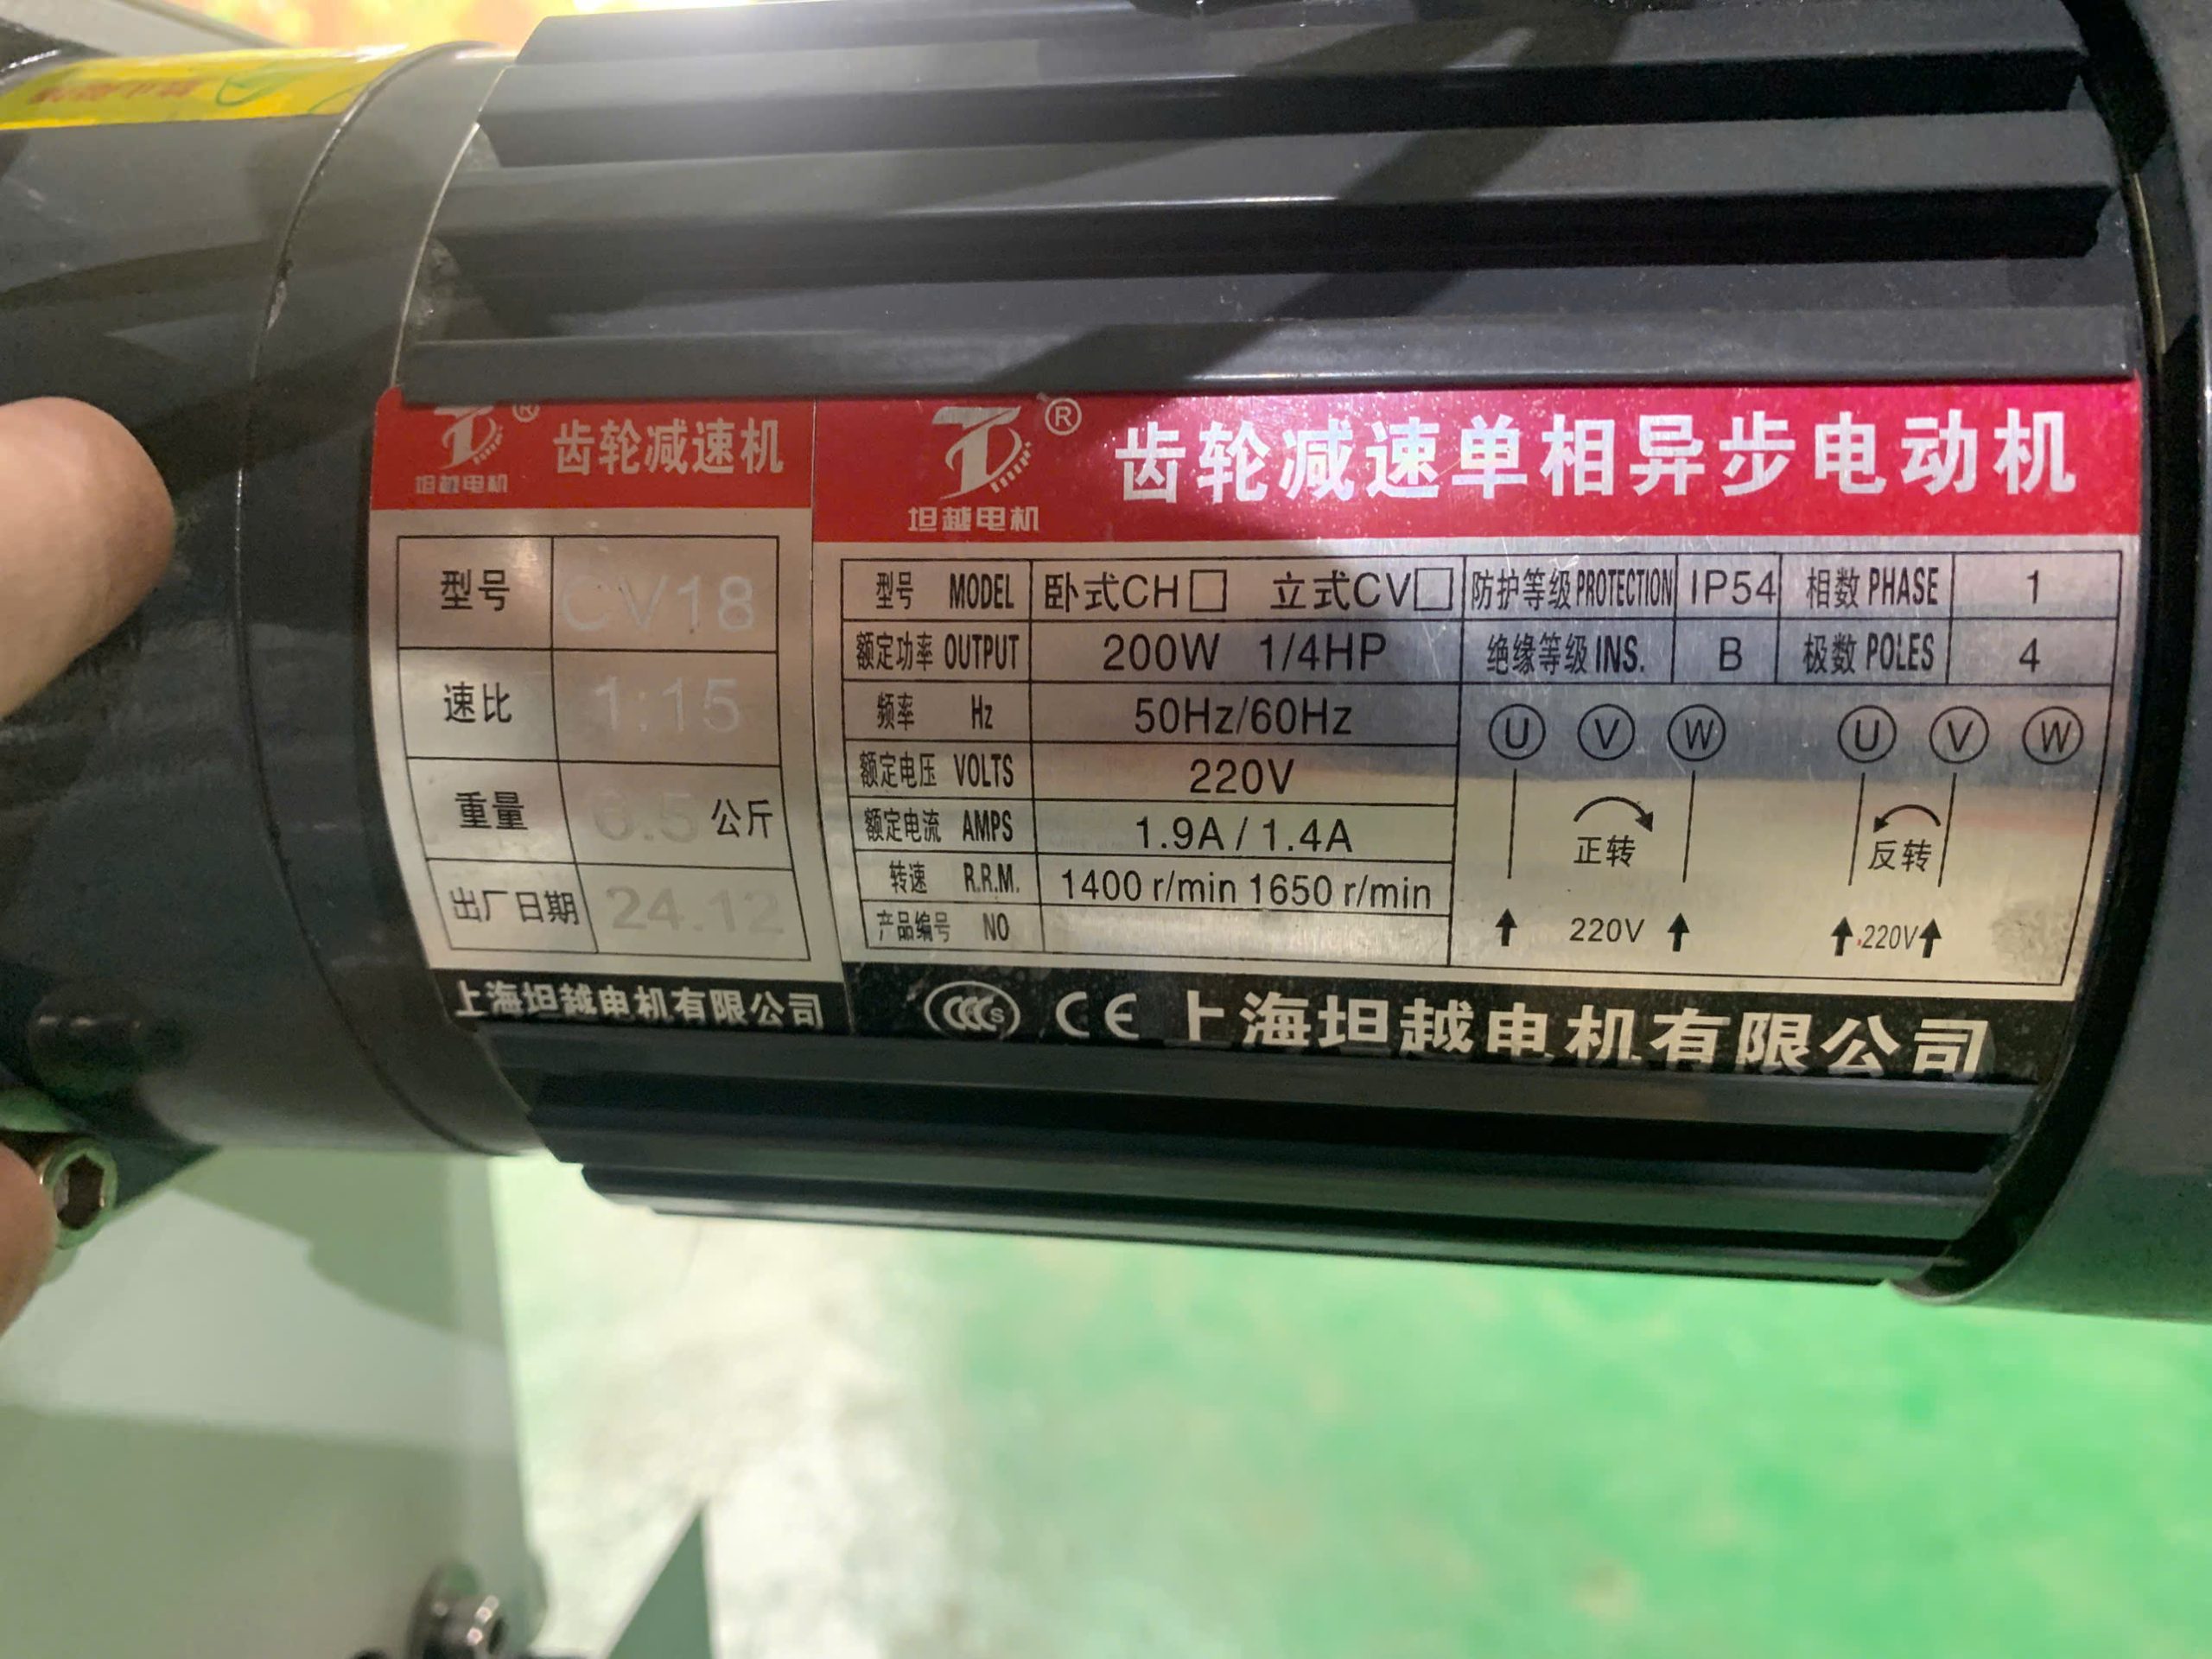 ® 齿轮减速机
坦越电机
型号 CV18
速比 1:15
重量 6.5公斤
出厂日期 24.12
上海坦越电机有限公司
® 齿轮减速单相异步电动机
坦越电机
型号 MODEL 卧式CH□ 立式CV□ 防护等级 PROTECTION IP54 相数 PHASE 1
额定功率 OUTPUT 200W 1/4HP 绝缘等级 INS. B 极数 POLES 4
频率 Hz 50Hz/60Hz
额定电压 VOLTS 220V
额定电流 AMPS 1.9A / 1.4A
转速 R.R.M. 1400 r/min 1650 r/min
产品编号 NO
U V W U V W
正转 反转
220V 220V
CCC S CE 上海坦越电机有限公司